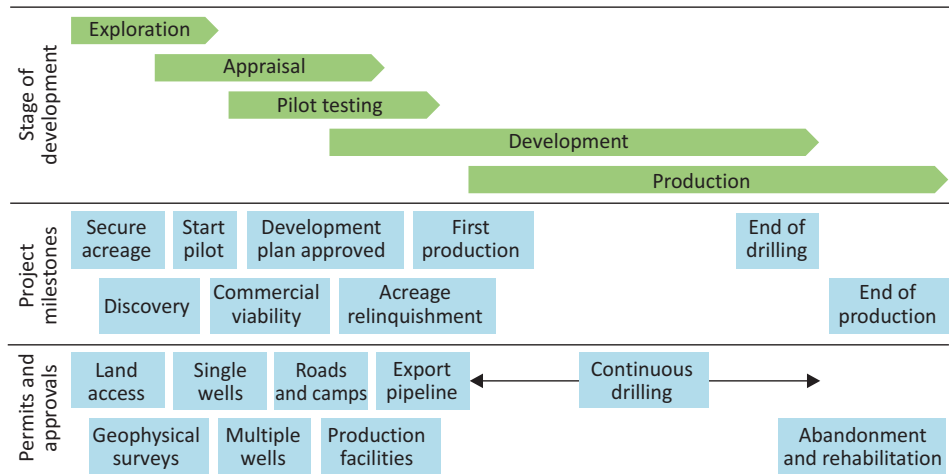 Stage of
development
Exploration
Appraisal
Pilot testing
Development
Production
Project
milestones
Secure
acreage
Start
pilot
Development
plan approved
First
production
End of
drilling
Discovery
Commercial
viability
Acreage
relinquishment
End of
production
Permits and
approvals
Land
access
Single
wells
Roads
and camps
Export
pipeline
Continuous
drilling
Geophysical
surveys
Multiple
wells
Production
facilities
Abandonment
and rehabilitation